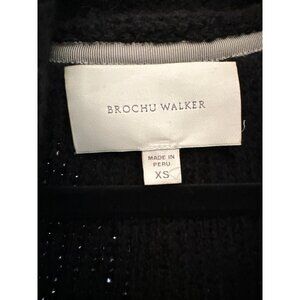 BROCHU WALKER
MADE IN
PERU
XS